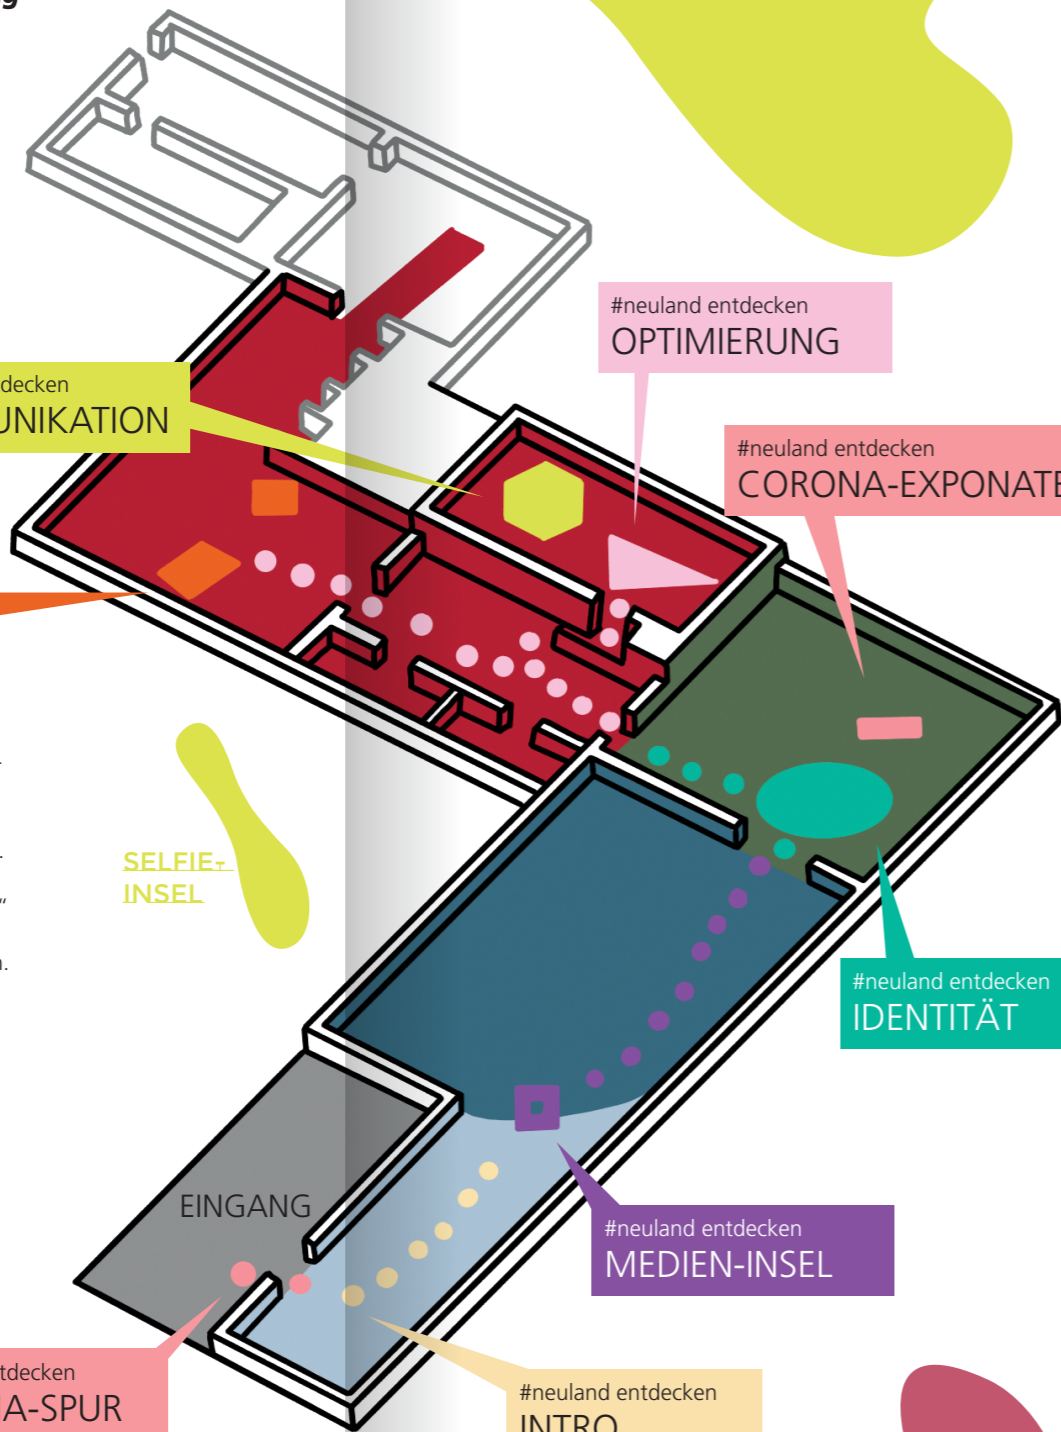 #neuland entdecken
OPTIMIERUNG
decken
UNIKATION
#neuland entdecken
CORONA-EXPONATE
SELFIE-
INSEL
#neuland entdecken
IDENTITÄT
EINGANG
#neuland entdecken
MEDIEN-INSEL
tdecken
A-SPUR
#neuland entdecken
INTRO